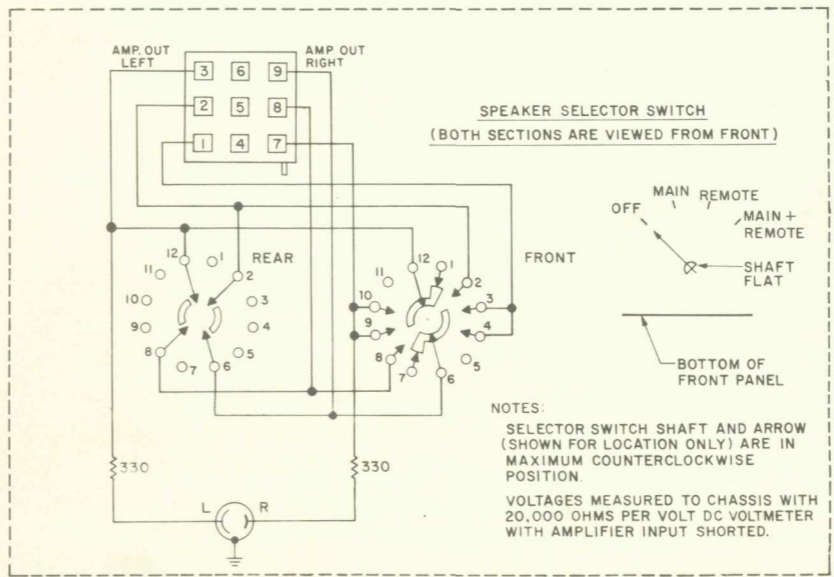 AMP. OUT
LEFT
AMP OUT
RIGHT
3 6 9
2 5 8
1 4 7
SPEAKER SELECTOR SWITCH
(BOTH SECTIONS ARE VIEWED FROM FRONT)
OFF
MAIN
REMOTE
MAIN +
REMOTE
SHAFT
FLAT
BOTTOM OF
FRONT PANEL
REAR
12
1
2
3
4
5
6
7
8
9
10
11
FRONT
12
1
2
3
4
5
6
7
8
9
10
11
330
330
L
R
NOTES:
SELECTOR SWITCH SHAFT AND ARROW
(SHOWN FOR LOCATION ONLY) ARE IN
MAXIMUM COUNTERCLOCKWISE
POSITION.
VOLTAGES MEASURED TO CHASSIS WITH
20,000 OHMS PER VOLT DC VOLTMETER
WITH AMPLIFIER INPUT SHORTED.